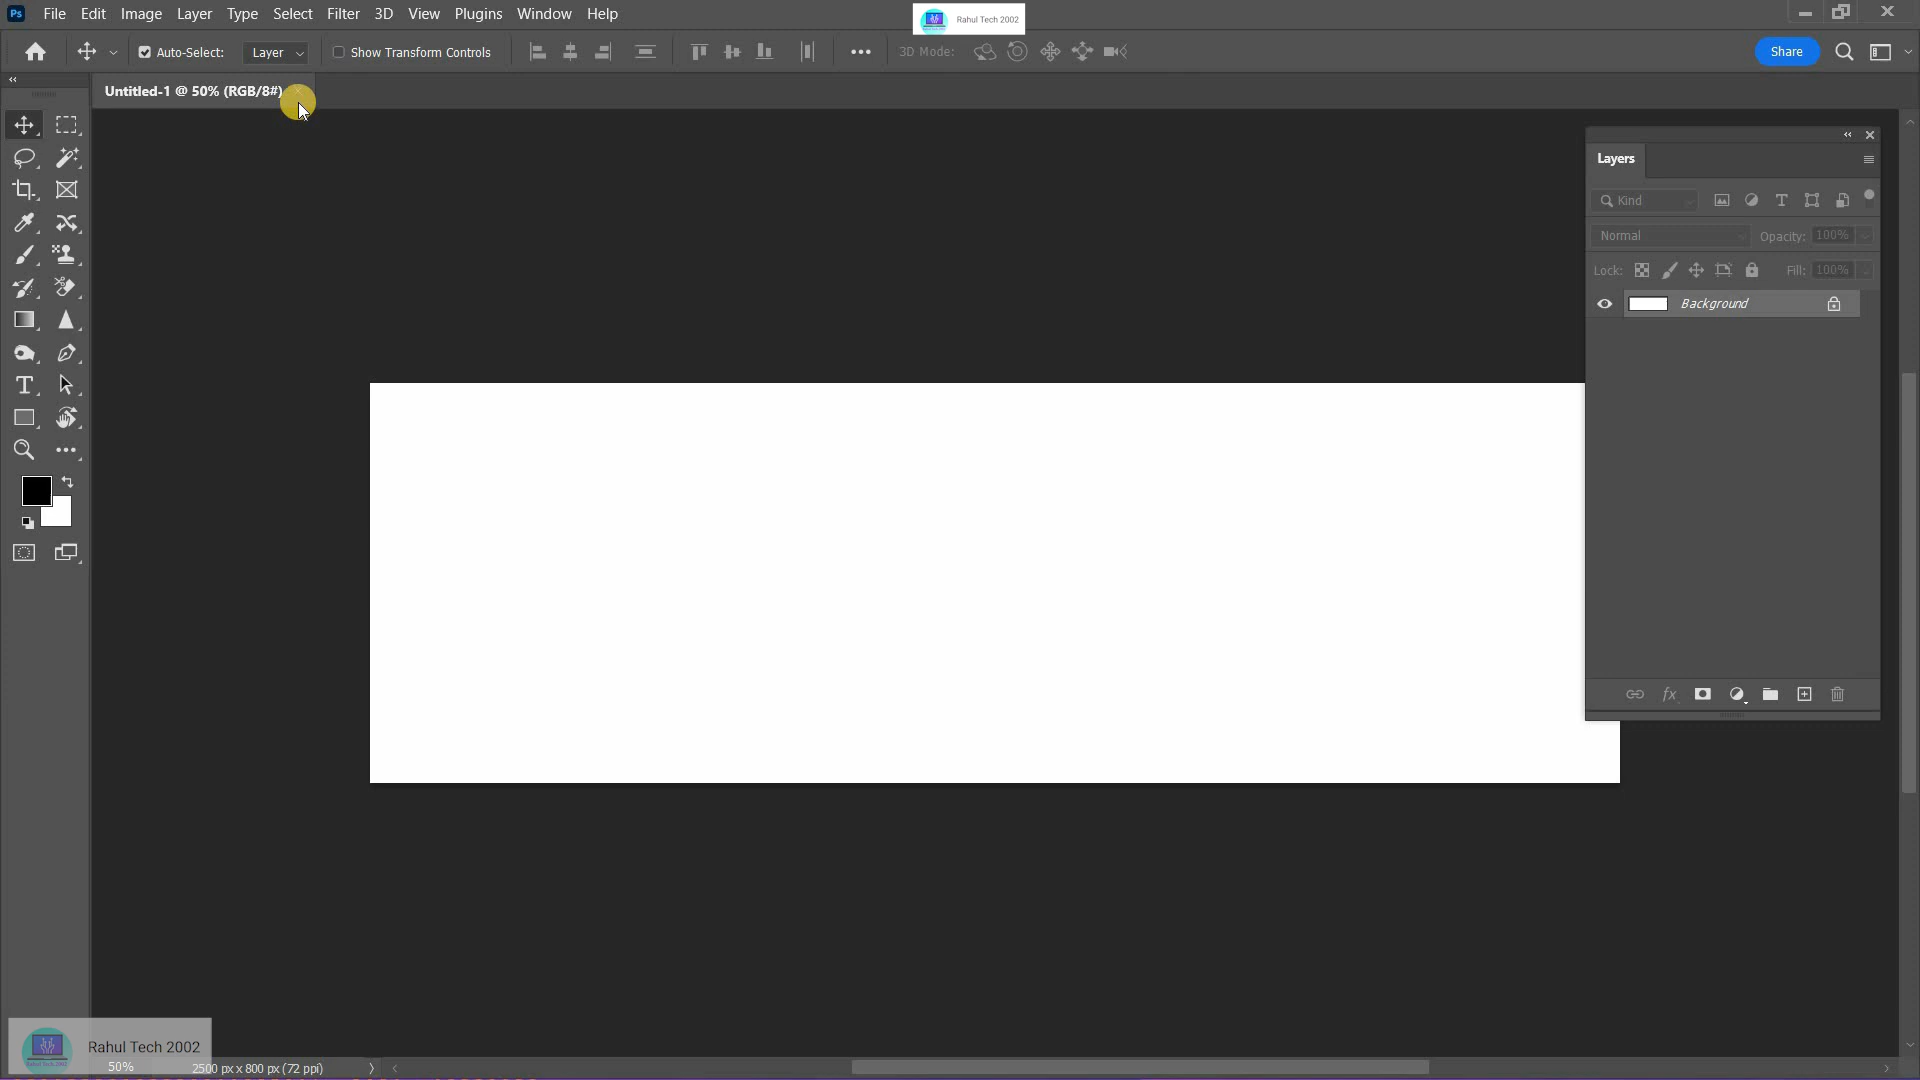 Ps File Edit Image Layer Type Select Filter 3D View Plugins Window Help
Rahul Tech 2002
Auto-Select: Layer Show Transform Controls 3D Mode: Share
Untitled-1 @ 50% (RGB/8#)
Layers
Kind
Normal Opacity: 100%
Lock: Fill: 100%
Background
fx
Rahul Tech 2002
50% 2500 px x 800 px (72 ppi)